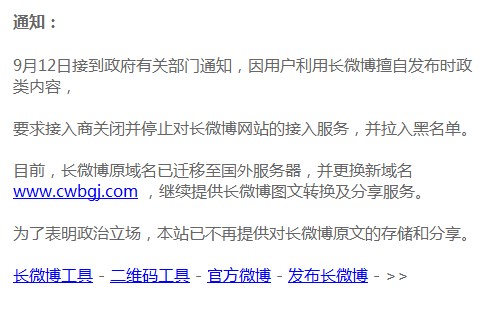 通知：
9月12日接到政府有关部门通知，因用户利用长微博擅自发布时政
类内容，
要求接入商关闭并停止对长微博网站的接入服务，并拉入黑名单。
目前，长微博原域名已迁移至国外服务器，并更换新域名
www.cwbgj.com ，继续提供长微博图文转换及分享服务。
为了表明政治立场，本站已不再提供对长微博原文的存储和分享。
长微博工具 - 二维码工具 - 官方微博 - 发布长微博 - >>